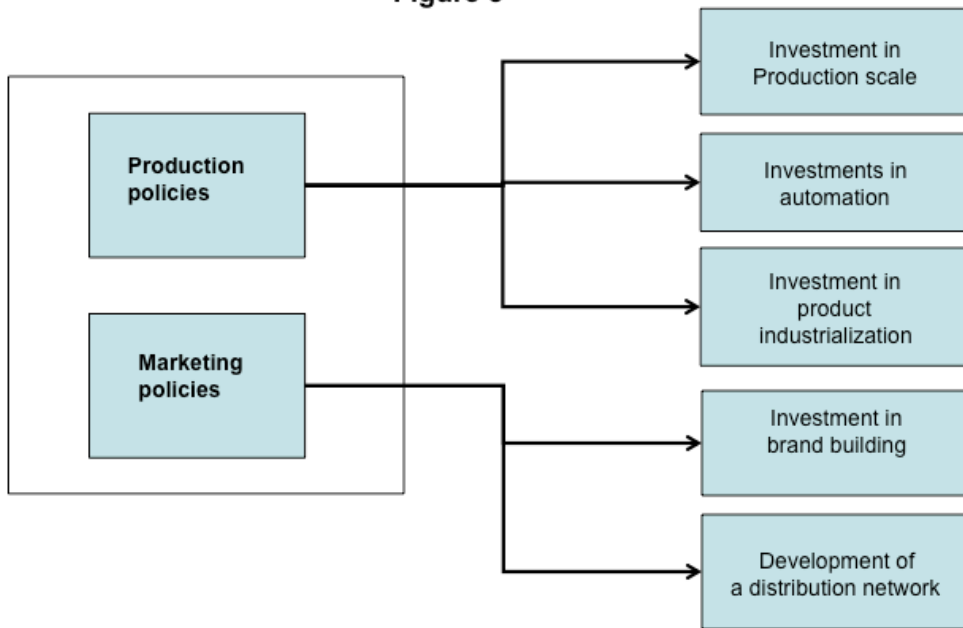 Production
policies
Marketing
policies
Investment in
Production scale
Investments in
automation
Investment in
product
industrialization
Investment in
brand building
Development of
a distribution network